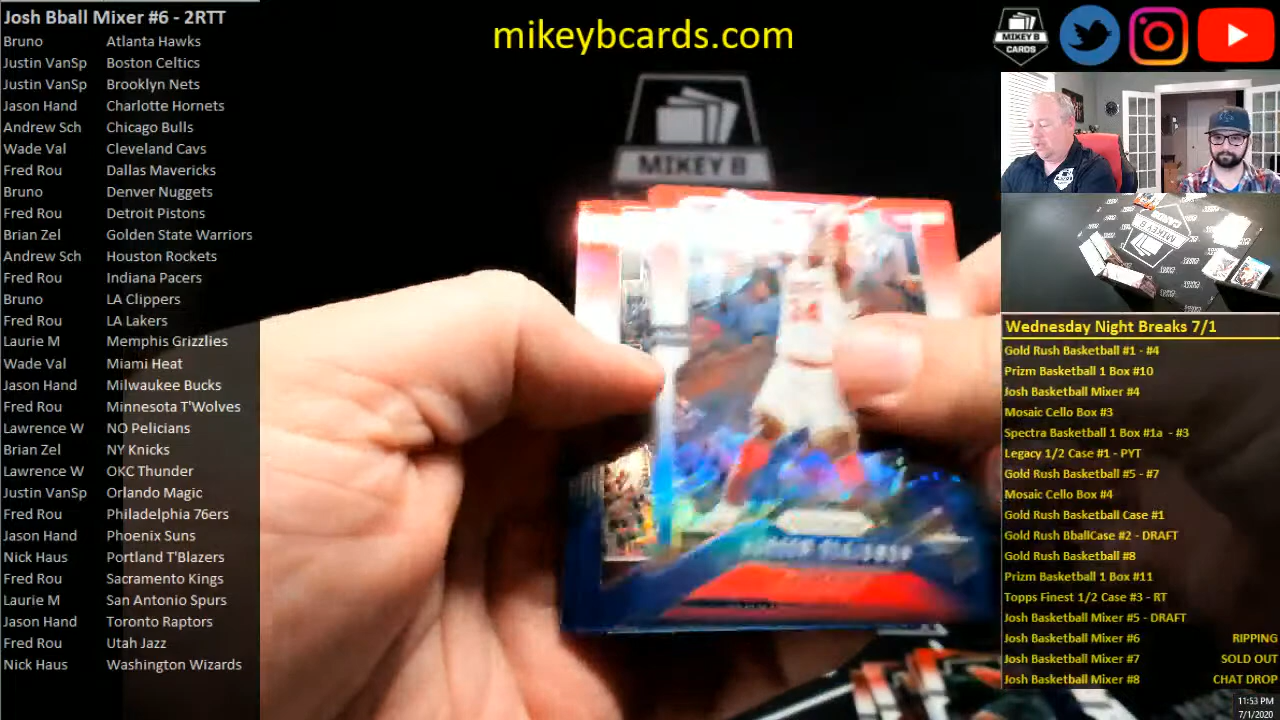 Josh Bball Mixer #6 - 2RTT
Bruno Atlanta Hawks
Justin VanSp Boston Celtics
Justin VanSp Brooklyn Nets
Jason Hand Charlotte Hornets
Andrew Sch Chicago Bulls
Wade Val Cleveland Cavs
Fred Rou Dallas Mavericks
Bruno Denver Nuggets
Fred Rou Detroit Pistons
Brian Zel Golden State Warriors
Andrew Sch Houston Rockets
Fred Rou Indiana Pacers
Bruno LA Clippers
Fred Rou LA Lakers
Laurie M Memphis Grizzlies
Wade Val Miami Heat
Jason Hand Milwaukee Bucks
Fred Rou Minnesota T'Wolves
Lawrence W NO Pelicans
Brian Zel NY Knicks
Lawrence W OKC Thunder
Justin VanSp Orlando Magic
Fred Rou Philadelphia 76ers
Jason Hand Phoenix Suns
Nick Haus Portland T'Blazers
Fred Rou Sacramento Kings
Laurie M San Antonio Spurs
Jason Hand Toronto Raptors
Fred Rou Utah Jazz
Nick Haus Washington Wizards
mikeybcards.com
MIKEY B
MIKEY B
CARDS
MIKEY B
Wednesday Night Breaks 7/1
Gold Rush Basketball #1 - #4
Prizm Basketball 1 Box #10
Josh Basketball Mixer #4
Mosaic Cello Box #3
Spectra Basketball 1 Box #1a - #3
Legacy 1/2 Case #1 - PYT
Gold Rush Basketball #5 - #7
Mosaic Cello Box #4
Gold Rush Basketball Case #1
Gold Rush BballCase #2 - DRAFT
Gold Rush Basketball #8
Prizm Basketball 1 Box #11
Topps Finest 1/2 Case #3 - RT
Josh Basketball Mixer #5 - DRAFT
Josh Basketball Mixer #6 RIPPING
Josh Basketball Mixer #7 SOLD OUT
Josh Basketball Mixer #8 CHAT DROP
11:53 PM
7/1/2020